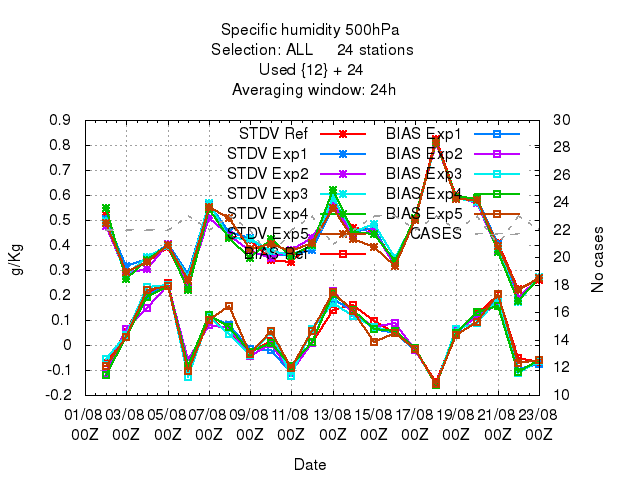 Specific humidity 500hPa
Selection: ALL 24 stations
Used {12} + 24
Averaging window: 24h
0.9
0.8
0.7
0.6
0.5
0.4
0.3
0.2
0.1
0
-0.1
-0.2
g/Kg
STDV Ref
STDV Exp1
STDV Exp2
STDV Exp3
STDV Exp4
STDV Exp5
BIAS Ref
BIAS Exp1
BIAS Exp2
BIAS Exp3
BIAS Exp4
BIAS Exp5
CASES
30
28
26
24
22
20
18
16
14
12
10
No cases
01/08 03/08 05/08 07/08 09/08 11/08 13/08 15/08 17/08 19/08 21/08 23/08
00Z 00Z 00Z 00Z 00Z 00Z 00Z 00Z 00Z 00Z 00Z 00Z
Date